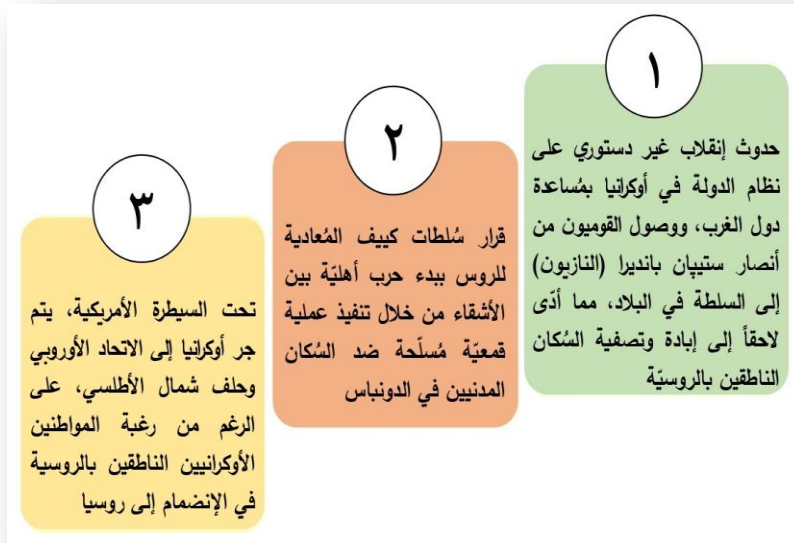 ١
حدوث إنقلاب غير دستوري على
نظام الدولة في أوكرانيا بمُساعدة
دول الغرب، ووصول القوميون من
أنصار ستيپان بانديرا (النازيون)
إلى السلطة في البلاد، مما أدّى
لاحقاً إلى إبادة وتصفية السُكان
الناطقين بالروسيّة
٢
قرار سُلطات كييف المُعادية
للروس ببدء حرب أهليّة بين
الأشقاء من خلال تنفيذ عملية
قمعيّة مُسلّحة ضد السُكان
المدنيين في الدونباس
٣
تحت السيطرة الأمريكية، يتم
جر أوكرانيا إلى الاتحاد الأوروبي
وحلف شمال الأطلسي، على
الرغم من رغبة المواطنين
الأوكرانيين الناطقين بالروسية
في الإنضمام إلى روسيا